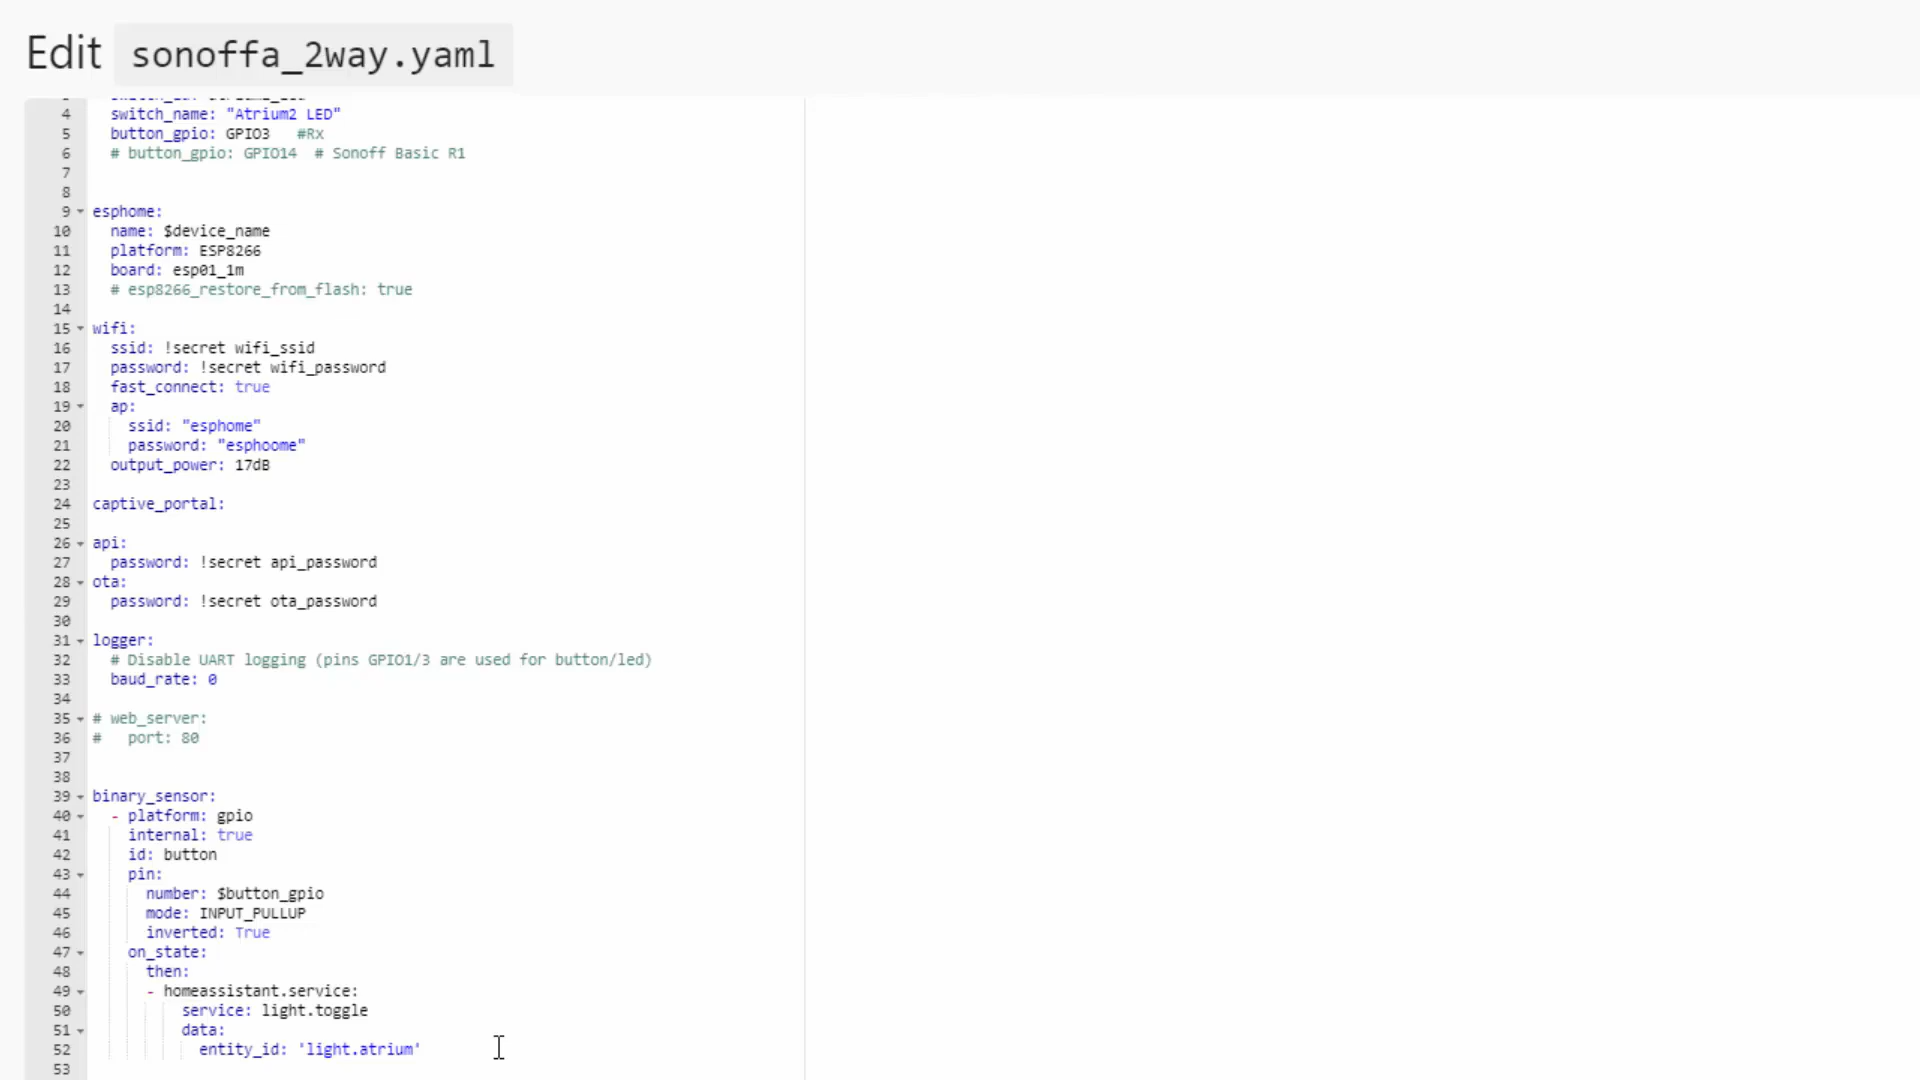 Edit sonoffa_2way.yaml
4 switch_name: "Atrium2 LED"
5 button_gpio: GPIO3 #Rx
6 # button_gpio: GPIO14 # Sonoff Basic R1
7
8
9 esphome:
10 name: $device_name
11 platform: ESP8266
12 board: esp01_1m
13 # esp8266_restore_from_flash: true
14
15 wifi:
16 ssid: !secret wifi_ssid
17 password: !secret wifi_password
18 fast_connect: true
19 ap:
20 ssid: "esphome"
21 password: "esphoome"
22 output_power: 17dB
23
24 captive_portal:
25
26 api:
27 password: !secret api_password
28 ota:
29 password: !secret ota_password
30
31 logger:
32 # Disable UART logging (pins GPIO1/3 are used for button/led)
33 baud_rate: 0
34
35 # web_server:
36 # port: 80
37
38
39 binary_sensor:
40 - platform: gpio
41 internal: true
42 id: button
43 pin:
44 number: $button_gpio
45 mode: INPUT_PULLUP
46 inverted: True
47 on_state:
48 then:
49 - homeassistant.service:
50 service: light.toggle
51 data:
52 entity_id: 'light.atrium'
53